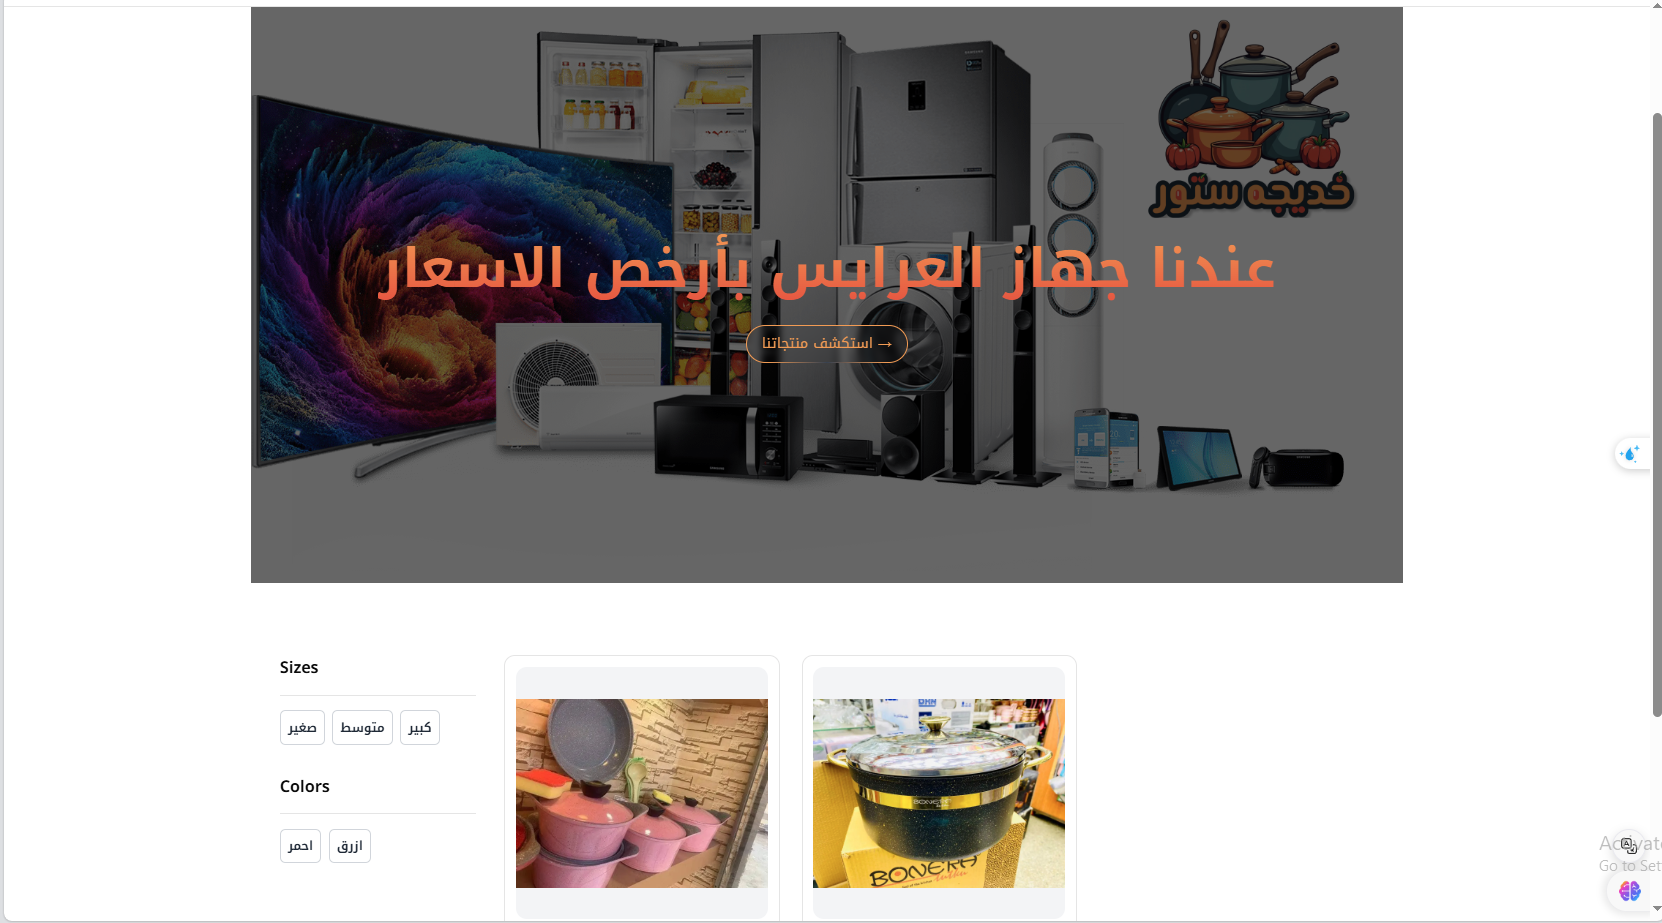 خديجه ستور
عندنا جهاز العرايس بأرخص الاسعار
استكشف منتجاتنا →
Sizes
صغير
متوسط
كبير
Colors
احمر
ازرق
BONERA
BONERA
Go to Set